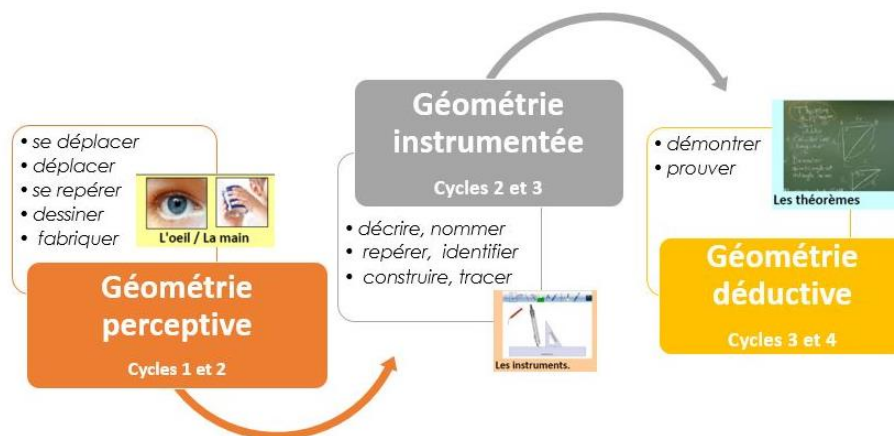 • se déplacer
• déplacer
• se repérer
• dessiner
• fabriquer
L'oeil / La main
Géométrie
perceptive
Cycles 1 et 2
Géométrie
instrumentée
Cycles 2 et 3
• décrire, nommer
• repérer, identifier
• construire, tracer
Les instruments.
• démontrer
• prouver
Les théorèmes
Géométrie
déductive
Cycles 3 et 4